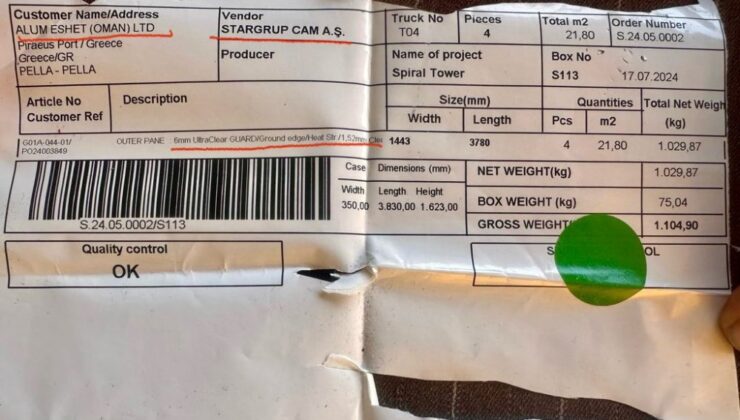 Customer Name/Address
ALUM ESHET (OMAN) LTD
Piraeus Port / Greece
Greece/GR
PELLA - PELLA
Vendor
STARGRUP CAM A.Ş.
Producer
Truck No
T04
Pieces
4
Total m2
21,80
Order Number
S.24.05.0002
Name of project
Spiral Tower
Box No
S113
17.07.2024
Article No
Customer Ref
Description
Size(mm)
Width Length
Quantities
Pcs m2
Total Net Weigh
(kg)
G01A-044-01/
PO24003849
OUTER PANE : 6mm UltraClear GUARD/Ground edge/Heat Str./1,52mm
1443 3780 4 21,80 1.029,87
S.24.05.0002/S113
Case Dimensions (mm)
Width Length Height
350,00 3.830,00 1.623,00
NET WEIGHT(kg) 1.029,87
BOX WEIGHT (kg) 75,04
GROSS WEIGHT 1.104,90
Quality control
OK
S OL